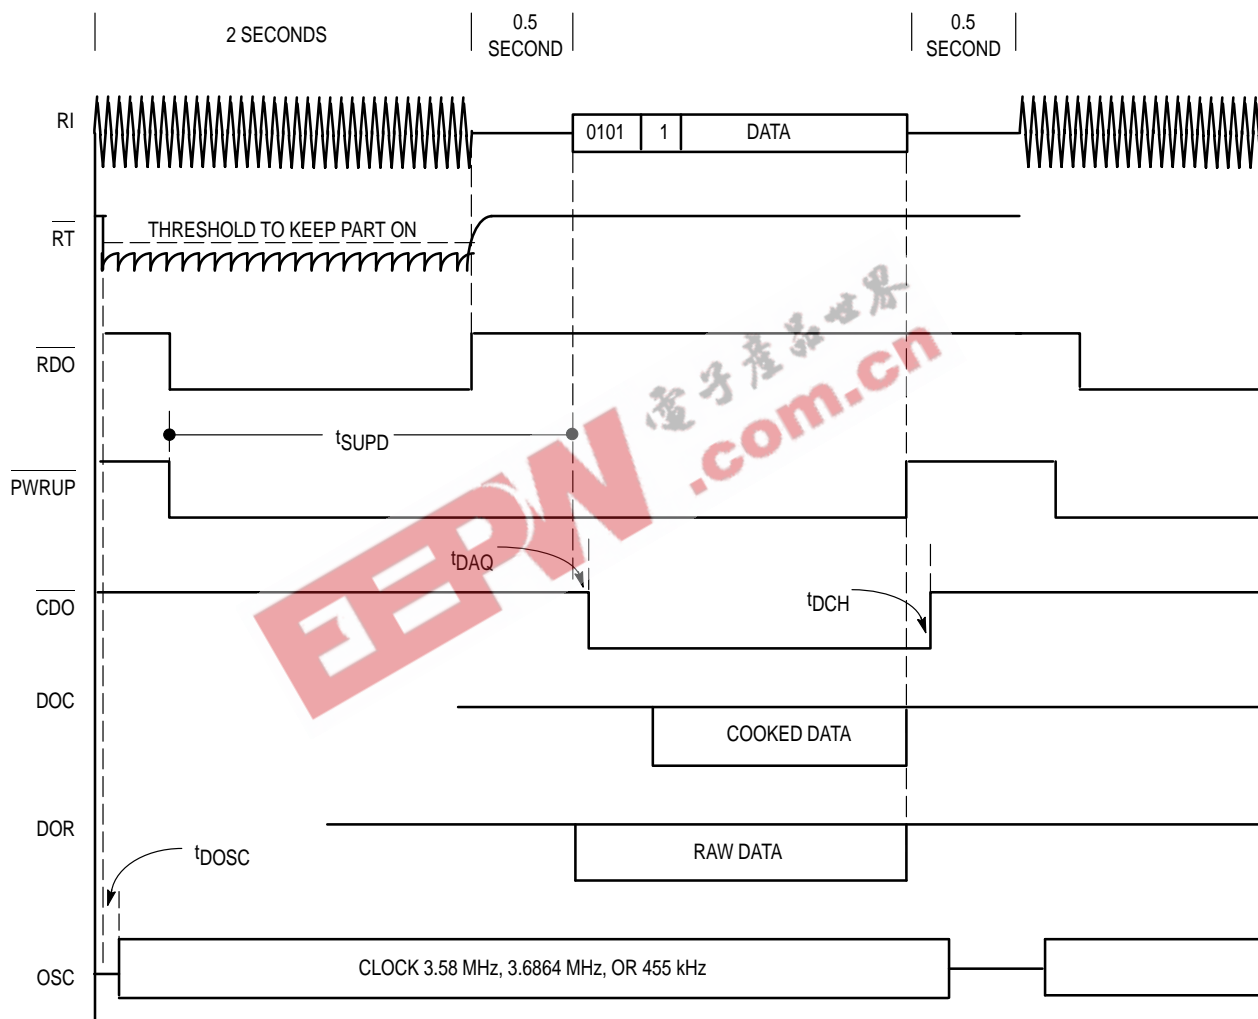 2 SECONDS
0.5
SECOND
0.5
SECOND
RI
0101
1
DATA
RT
THRESHOLD TO KEEP PART ON
RDO
tSUPD
PWRUP
tDAQ
CDO
tDCH
DOC
COOKED DATA
DOR
RAW DATA
tDOSC
OSC
CLOCK 3.58 MHz, 3.6864 MHz, OR 455 kHz
EEPW
.com.cn
電子產品世界